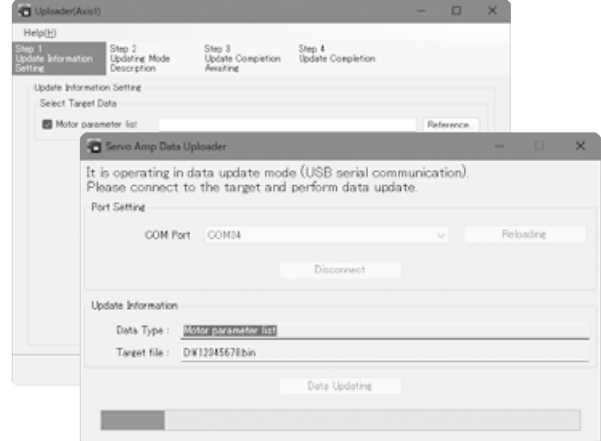 Uploader(Axis1)
Help(H)
Step 1
Update Information
Setting
Step 2
Updating Mode
Description
Step 3
Update Completion
Awaiting
Step 4
Update Completion
Update Information Setting
Select Target Data
Motor parameter list
Reference..
Servo Amp Data Uploader
It is operating in data update mode (USB serial communication).
Please connect to the target and perform data update.
Port Setting
COM Port
COM34
Reloading
Disconnect
Update Information
Data Type :
Motor parameter list
Target file :
D:¥12345678.bin
Data Updating